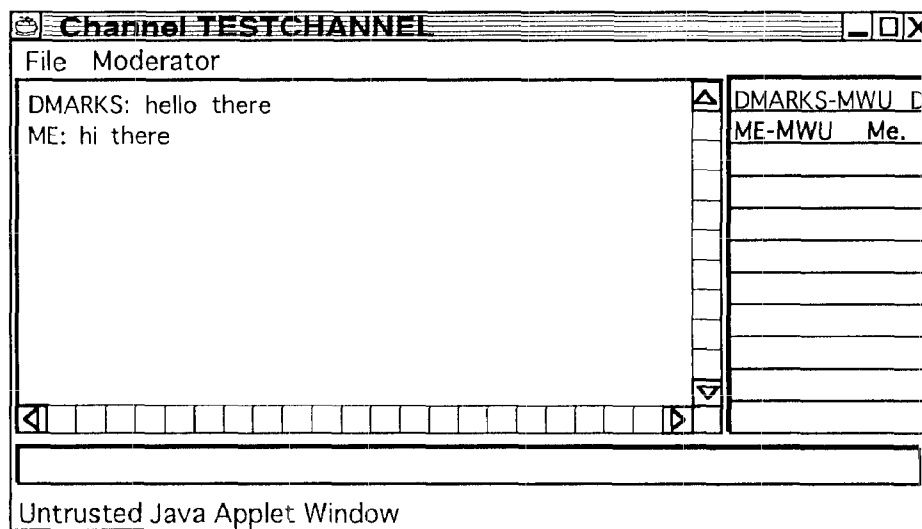 Channel TESTCHANNEL
File Moderator
DMARKS: hello there
ME: hi there
DMARKS-MWU D
ME-MWU Me.
Untrusted Java Applet Window